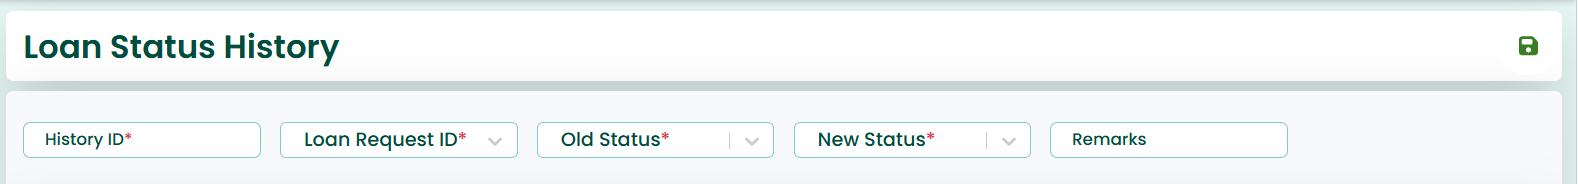 Loan Status History
History ID* Loan Request ID* Old Status* New Status* Remarks